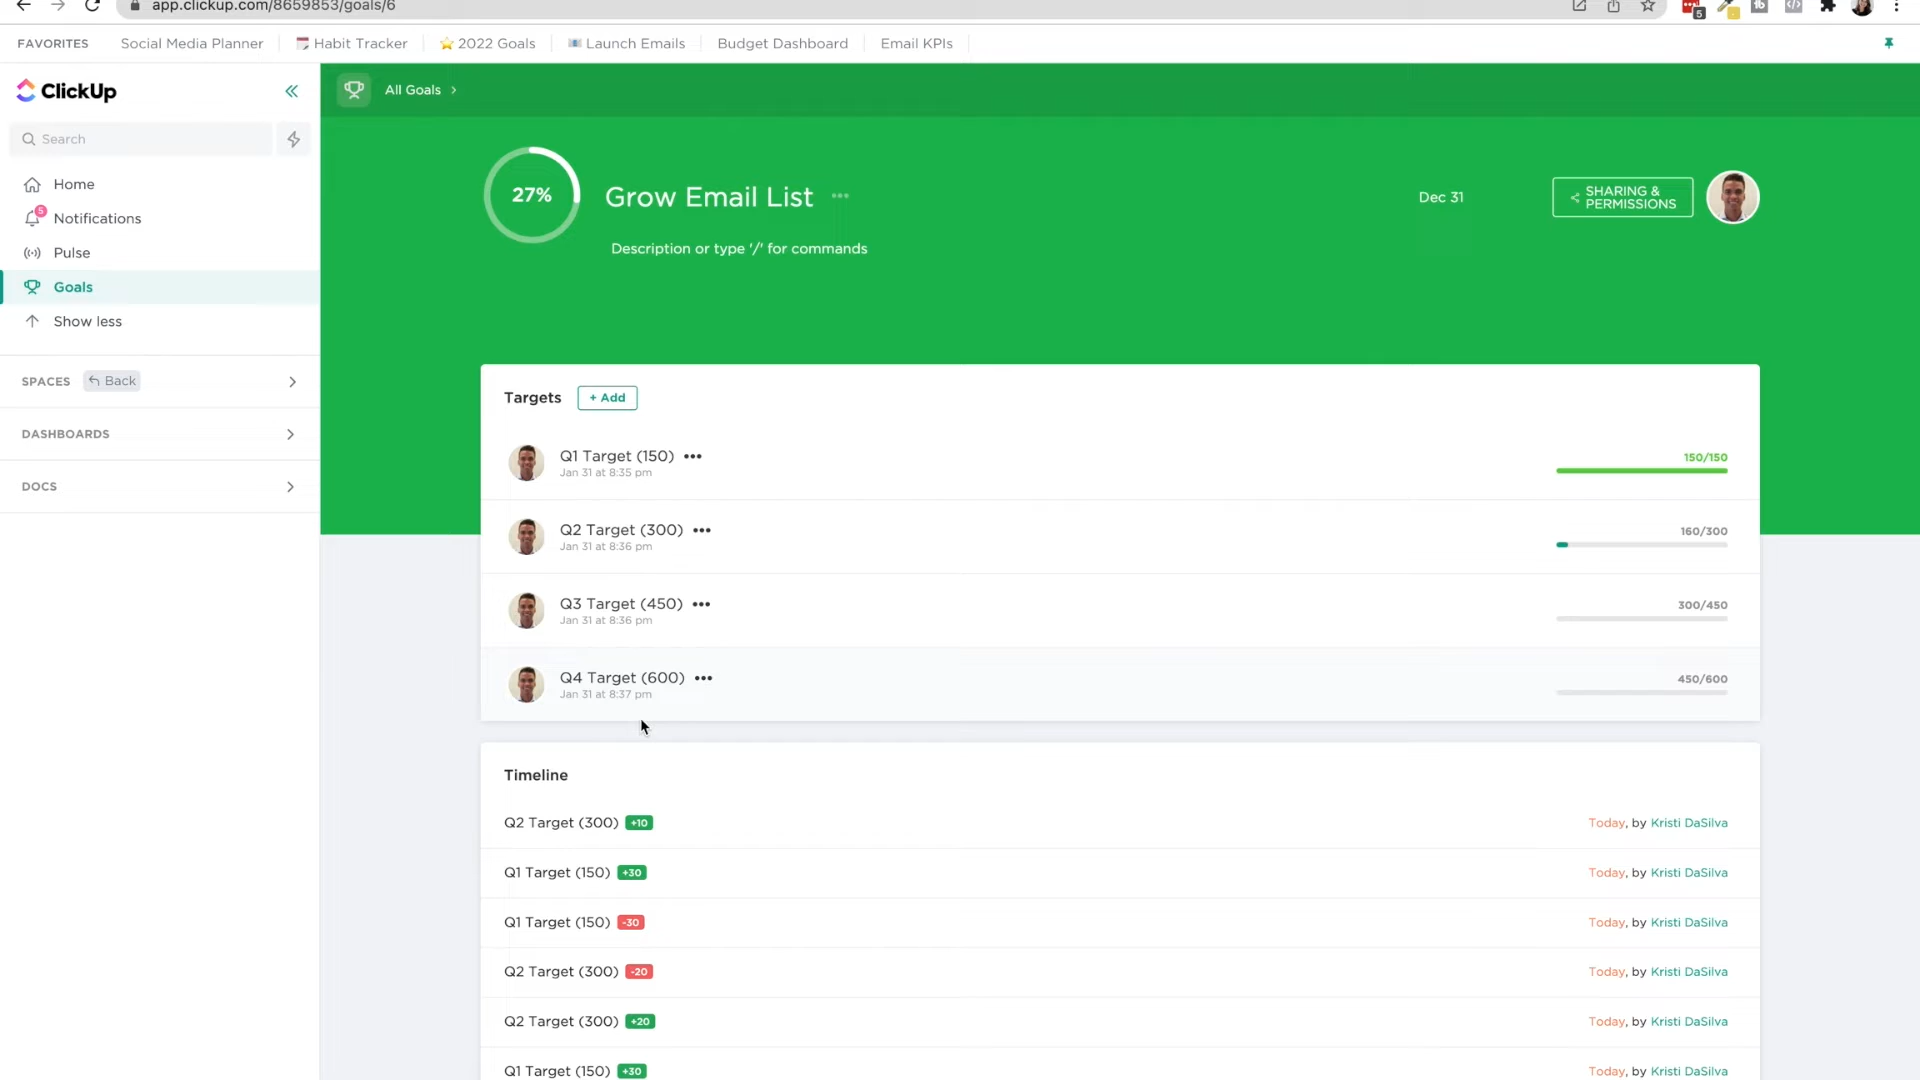 app.clickup.com/8659853/goals/6
5
FAVORITES Social Media Planner Habit Tracker 2022 Goals Launch Emails Budget Dashboard Email KPIs
ClickUp
All Goals
Search
Home
5
Notifications
Pulse
Goals
Show less
SPACES Back
DASHBOARDS
DOCS
27%
Grow Email List
Dec 31
SHARING &
PERMISSIONS
Description or type '/' for commands
Targets + Add
Q1 Target (150) 150/150
Jan 31 at 8:35 pm
Q2 Target (300) 160/300
Jan 31 at 8:36 pm
Q3 Target (450) 300/450
Jan 31 at 8:36 pm
Q4 Target (600) 450/600
Jan 31 at 8:37 pm
Timeline
Q2 Target (300) +10 Today, by Kristi DaSilva
Q1 Target (150) +30 Today, by Kristi DaSilva
Q1 Target (150) -30 Today, by Kristi DaSilva
Q2 Target (300) -20 Today, by Kristi DaSilva
Q2 Target (300) +20 Today, by Kristi DaSilva
Q1 Target (150) +30 Today, by Kristi DaSilva